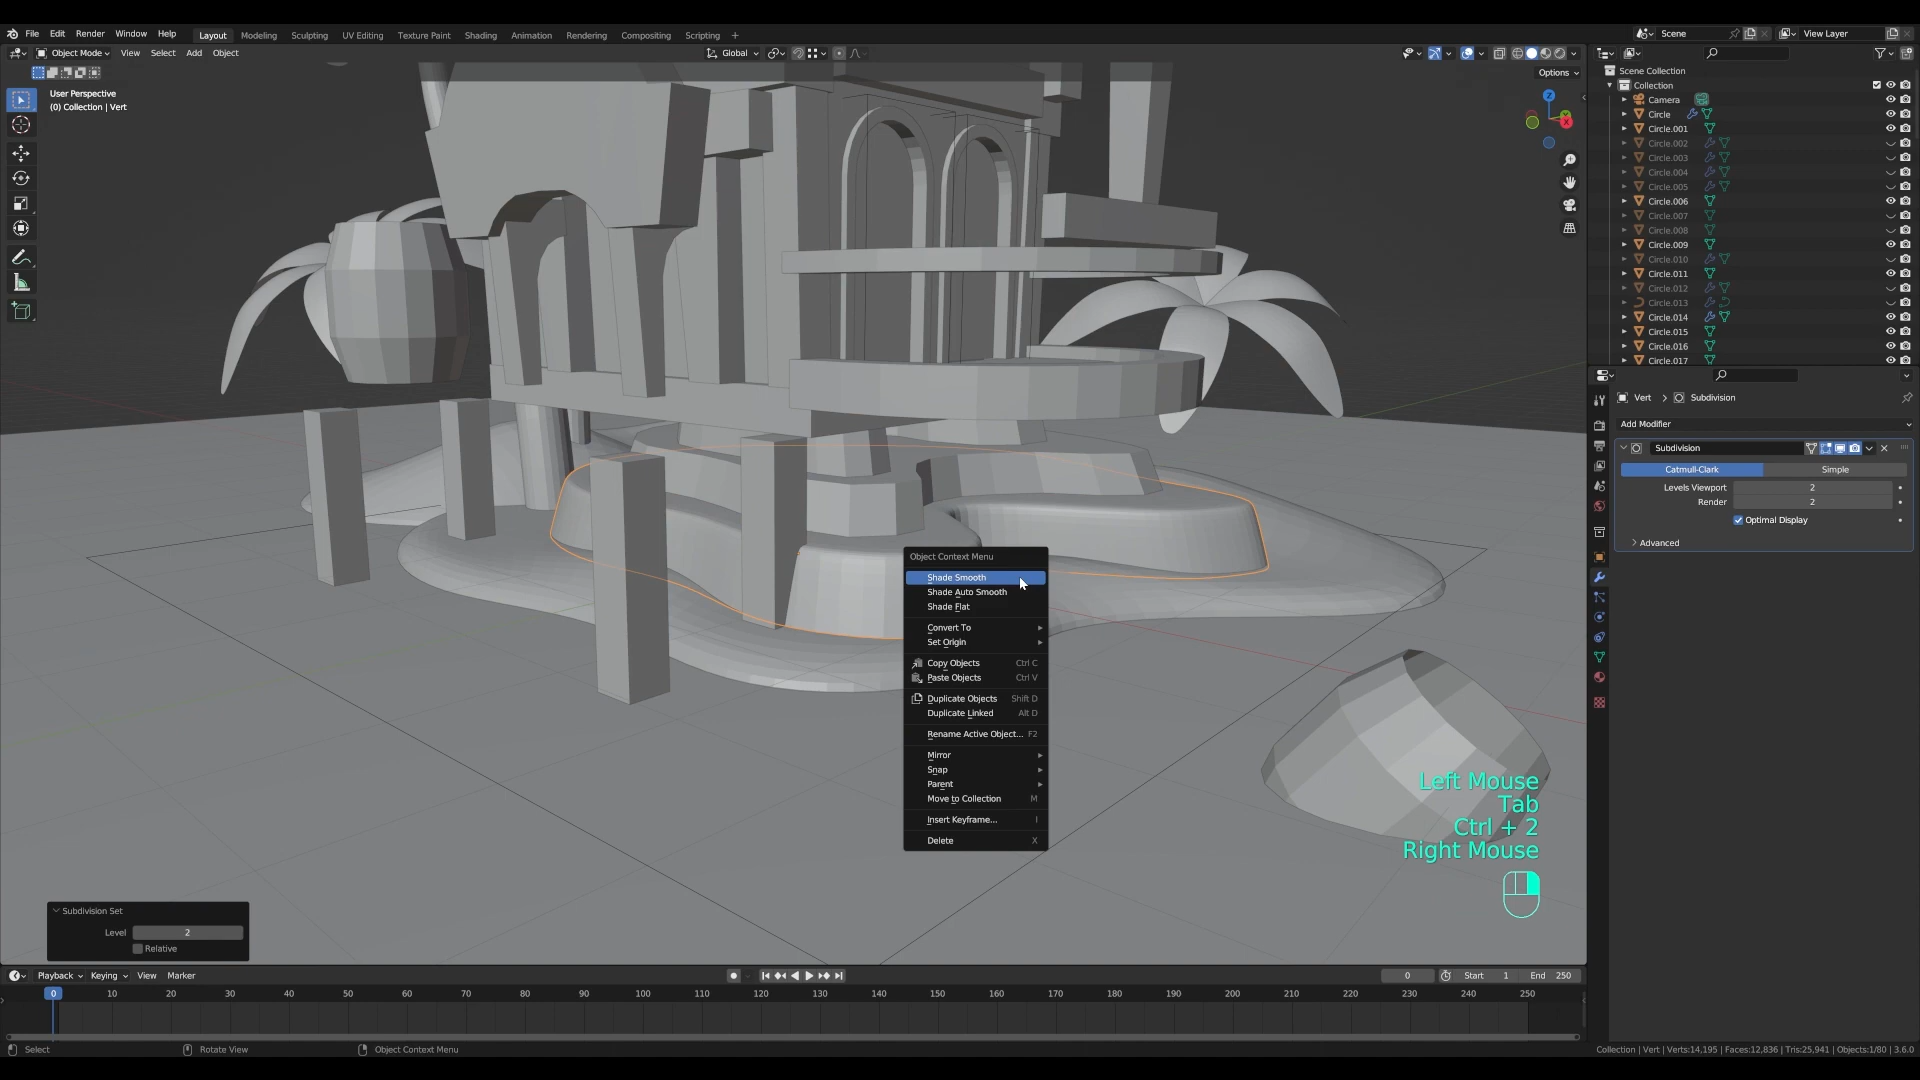 File Edit Render Window Help Layout Modeling Sculpting UV Editing Texture Paint Shading Animation Rendering Compositing Scripting + Scene View Layer
Object Mode View Select Add Object Global
Options
User Perspective
(0) Collection | Vert
Z
Scene Collection
Collection
Camera
Circle
Circle.001
Circle.002
Circle.003
Circle.004
Circle.005
Circle.006
Circle.007
Circle.008
Circle.009
Circle.010
Circle.011
Circle.012
Circle.013
Circle.014
Circle.015
Circle.016
Circle.017
Vert > Subdivision
Add Modifier
Subdivision
Catmull-Clark Simple
Levels Viewport 2
Render 2
Optimal Display
Advanced
Object Context Menu
Shade Smooth
Shade Auto Smooth
Shade Flat
Convert To
Set Origin
Copy Objects Ctrl C
Paste Objects Ctrl V
Duplicate Objects Shift D
Duplicate Linked Alt D
Rename Active Object... F2
Mirror
Snap
Parent
Move to Collection M
Insert Keyframe... I
Delete X
Left Mouse
Tab
Ctrl + 2
Right Mouse
Subdivision Set
Level 2
Relative
Playback Keying View Marker 0 Start 1 End 250
0 10 20 30 40 50 60 70 80 90 100 110 120 130 140 150 160 170 180 190 200 210 220 230 240 250
Select Rotate View Object Context Menu Collection | Vert | Verts:14,195 | Faces:12,836 | Tris:25,941 | Objects:1/80 | 3.6.0